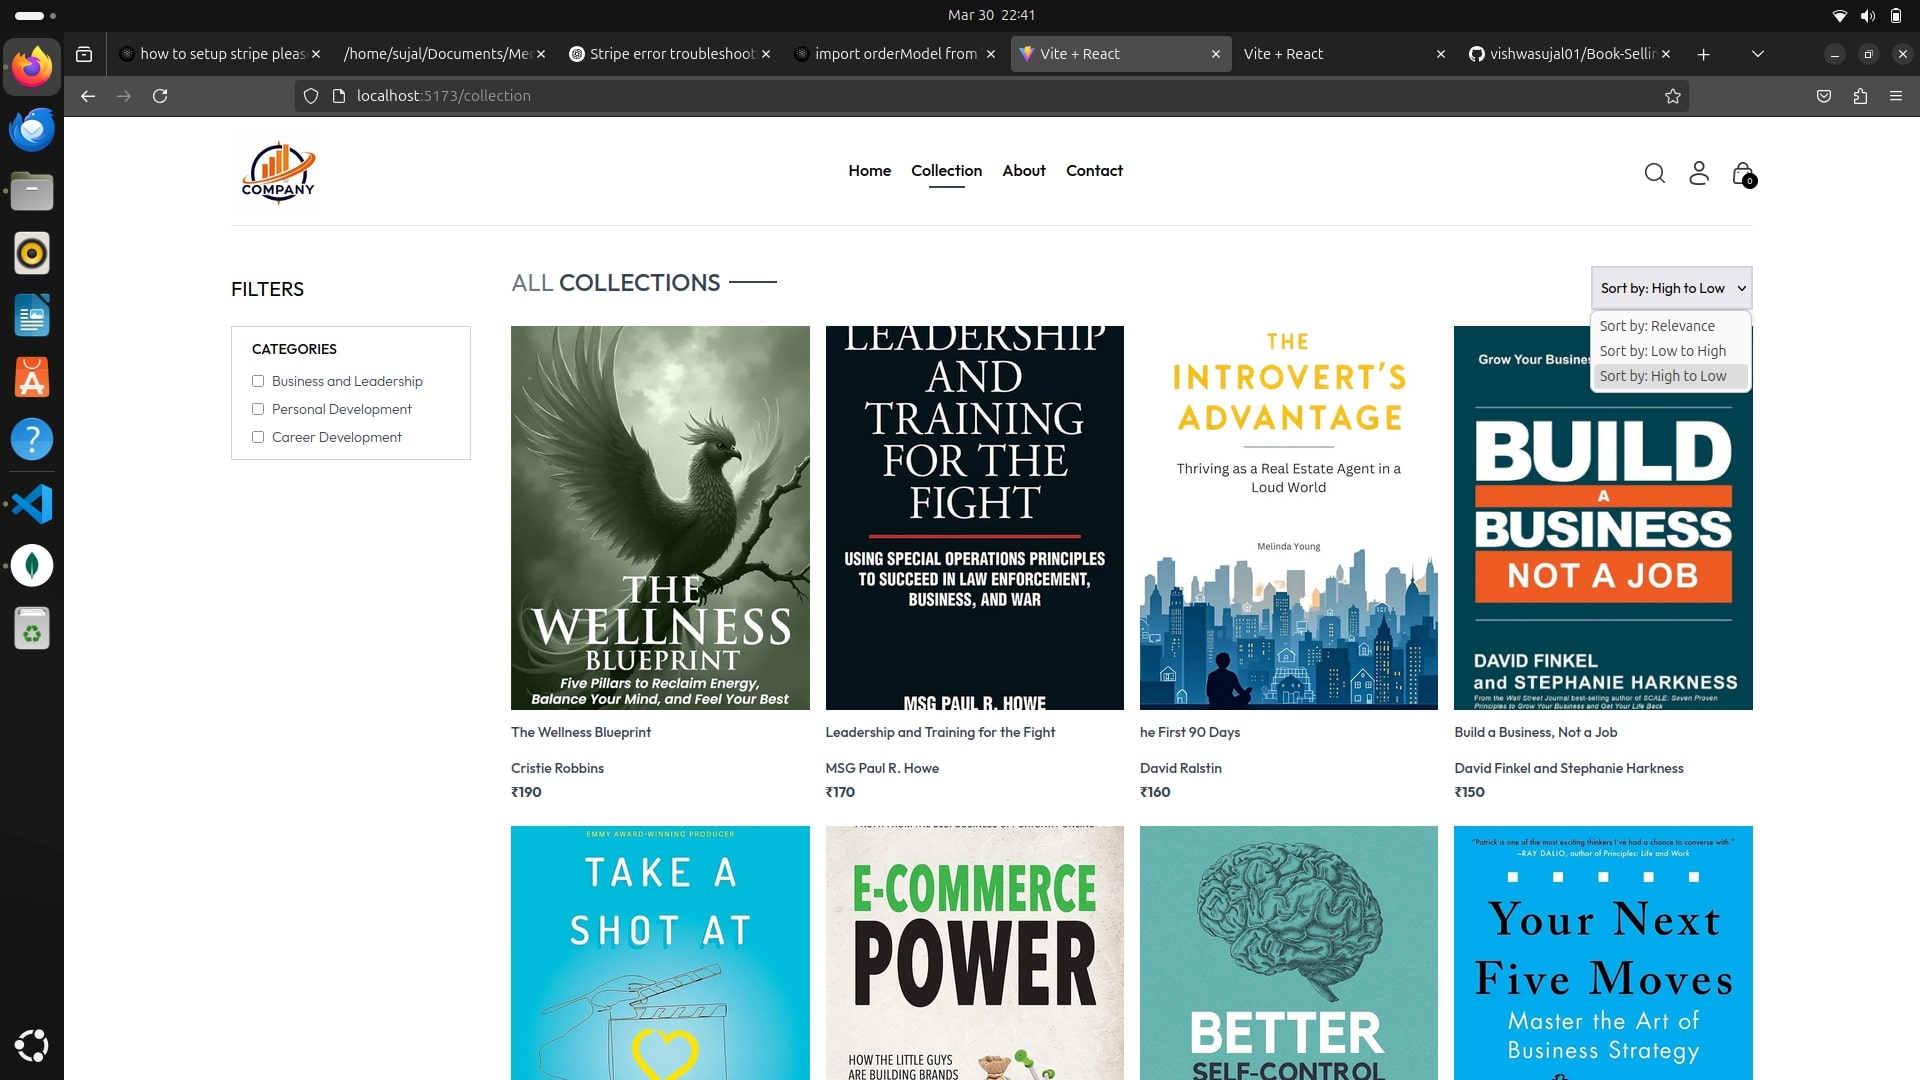 Mar 30 22:41
how to setup stripe pleas
/home/sujal/Documents/Me
Stripe error troubleshoot
import orderModel from
Vite + React
Vite + React
vishwasujal01/Book-Sellin
localhost:5173/collection
COMPANY
Home
Collection
About
Contact
0
FILTERS
CATEGORIES
Business and Leadership
Personal Development
Career Development
ALL COLLECTIONS
Sort by: High to Low
Sort by: Relevance
Sort by: Low to High
Sort by: High to Low
THE
WELLNESS
BLUEPRINT
Five Pillars to Reclaim Energy,
Balance Your Mind, and Feel Your Best
The Wellness Blueprint
Cristie Robbins
₹190
LEADERSHIP
AND
TRAINING
FOR THE
FIGHT
USING SPECIAL OPERATIONS PRINCIPLES
TO SUCCEED IN LAW ENFORCEMENT,
BUSINESS, AND WAR
MSG PAUL R. HOWE
Leadership and Training for the Fight
MSG Paul R. Howe
₹170
THE
INTROVERT'S
ADVANTAGE
Thriving as a Real Estate Agent in a
Loud World
Melinda Young
he First 90 Days
David Ralstin
₹160
Grow Your Busine
BUILD
A
BUSINESS
NOT A JOB
DAVID FINKEL
and STEPHANIE HARKNESS
From the Wall Street Journal best-selling author of SCALE: Seven Proven
Principles to Grow Your Business and Get Your Life Back
Build a Business, Not a Job
David Finkel and Stephanie Harkness
₹150
EMMY AWARD-WINNING PRODUCER
TAKE A
SHOT AT
E-COMMERCE
POWER
HOW THE LITTLE GUYS
ARE BUILDING BRANDS
BETTER
SELF-CONTROL
"Patrick is one of the most exciting thinkers I've had a chance to converse with."
—RAY DALIO, author of Principles: Life and Work
Your Next
Five Moves
Master the Art of
Business Strategy